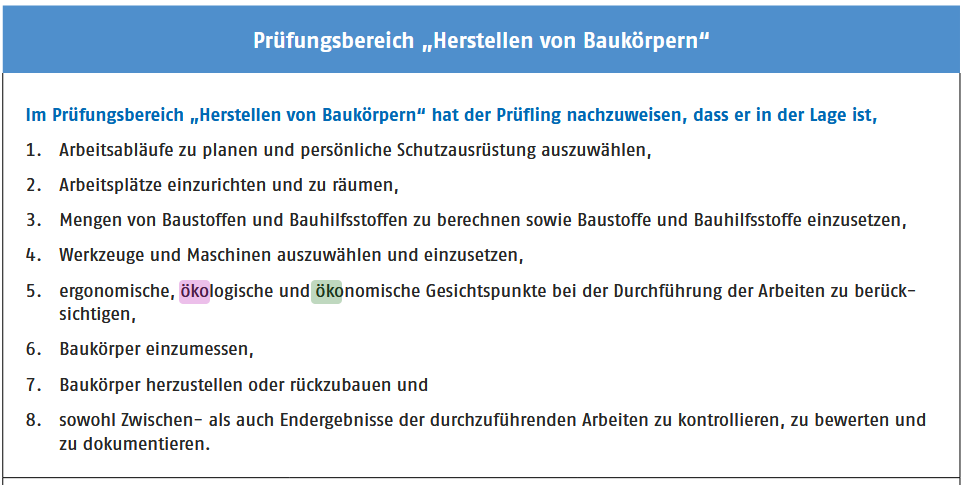 Prüfungsbereich „Herstellen von Baukörpern“
Im Prüfungsbereich „Herstellen von Baukörpern“ hat der Prüfling nachzuweisen, dass er in der Lage ist,
1. Arbeitsabläufe zu planen und persönliche Schutzausrüstung auszuwählen,
2. Arbeitsplätze einzurichten und zu räumen,
3. Mengen von Baustoffen und Bauhilfsstoffen zu berechnen sowie Baustoffe und Bauhilfsstoffe einzusetzen,
4. Werkzeuge und Maschinen auszuwählen und einzusetzen,
5. ergonomische, ökologische und ökonomische Gesichtspunkte bei der Durchführung der Arbeiten zu berück-
sichtigen,
6. Baukörper einzumessen,
7. Baukörper herzustellen oder rückzubauen und
8. sowohl Zwischen- als auch Endergebnisse der durchzuführenden Arbeiten zu kontrollieren, zu bewerten und
zu dokumentieren.